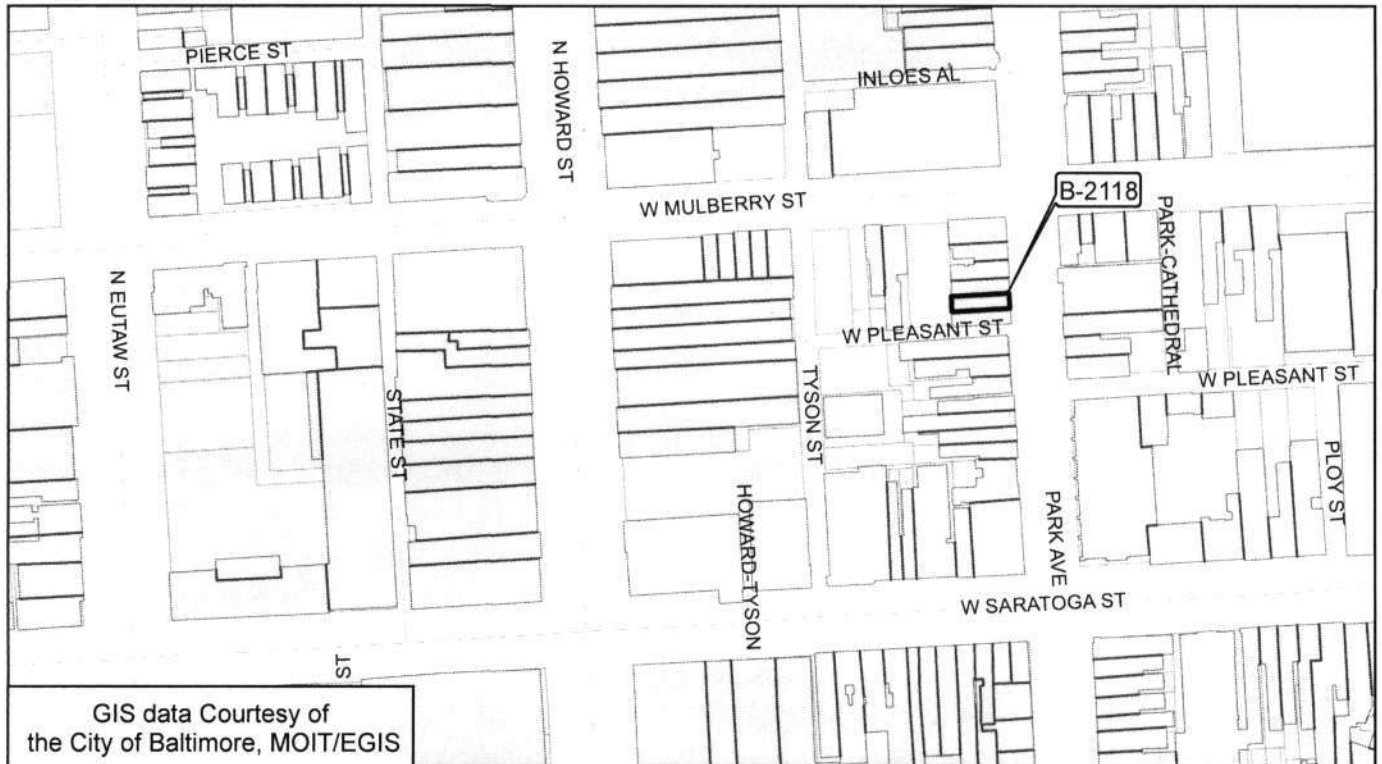 PIERCE ST
N HOWARD ST
INLOES AL
W MULBERRY ST
B-2118
PARK-CATHEDRAL
N EUTAW ST
W PLEASANT ST
W PLEASANT ST
STATE ST
TYSON ST
PLOY ST
HOWARD-TYSON
PARK AVE
W SARATOGA ST
ST
GIS data Courtesy of
the City of Baltimore, MOIT/EGIS